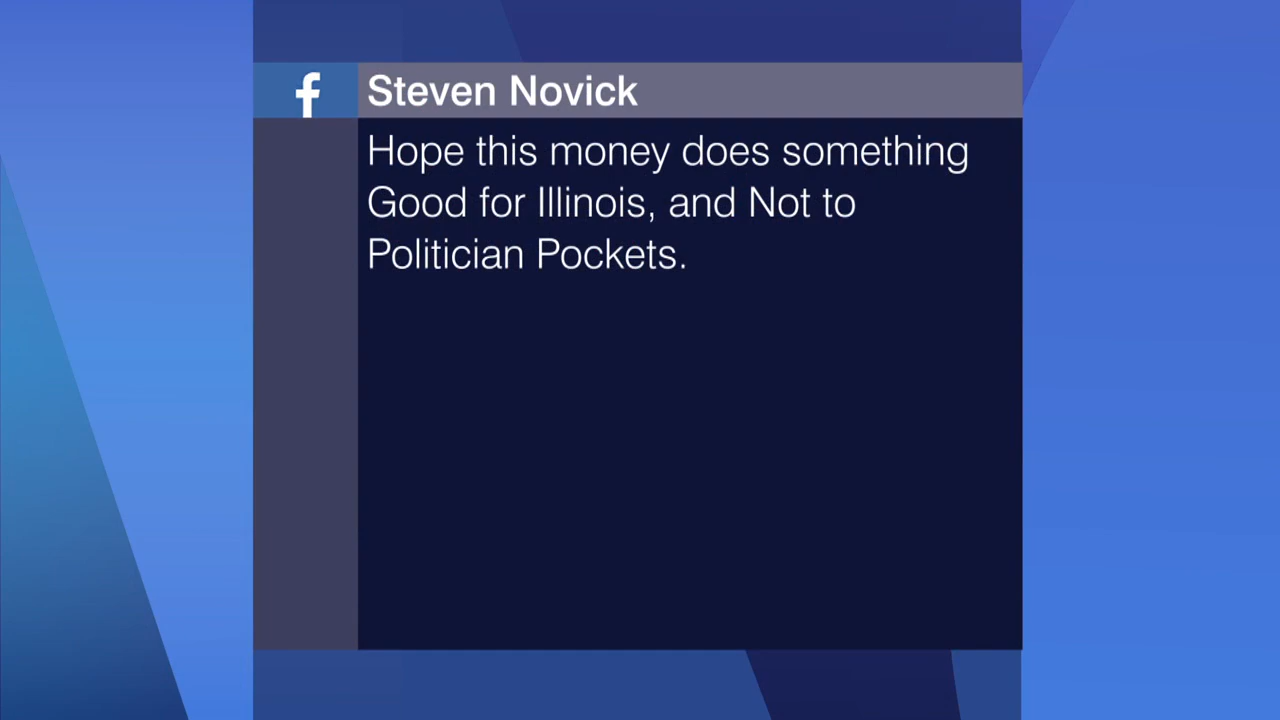 Steven Novick
Hope this money does something
Good for Illinois, and Not to
Politician Pockets.